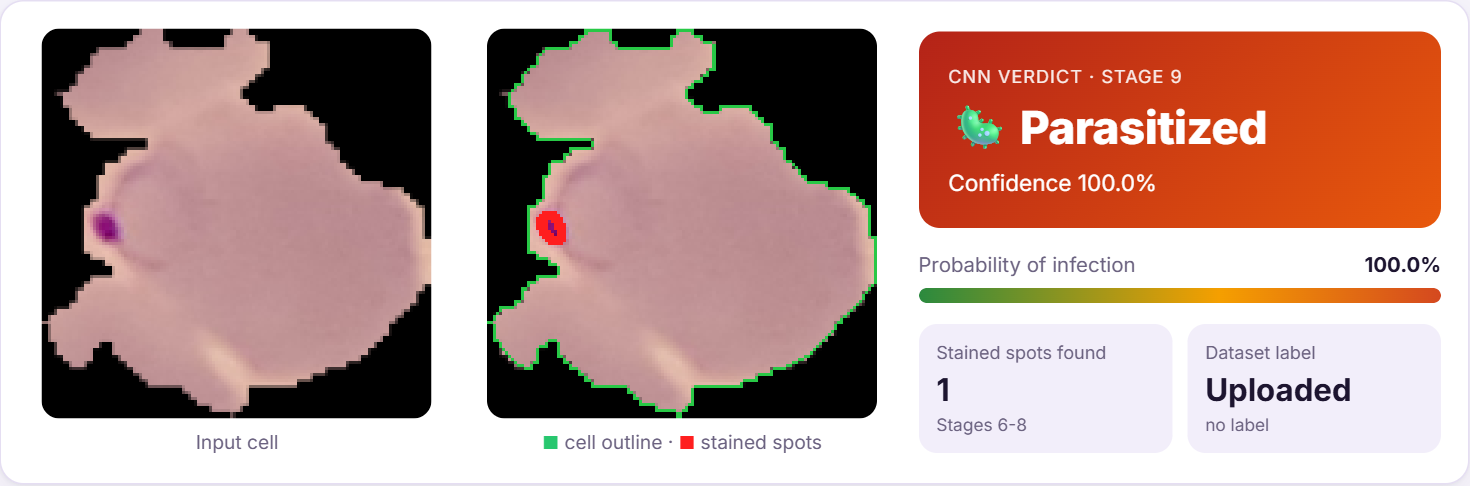 CNN VERDICT · STAGE 9
Parasitized
Confidence 100.0%
Probability of infection 100.0%
Stained spots found
1
Stages 6-8
Dataset label
Uploaded
no label
Input cell
cell outline · stained spots